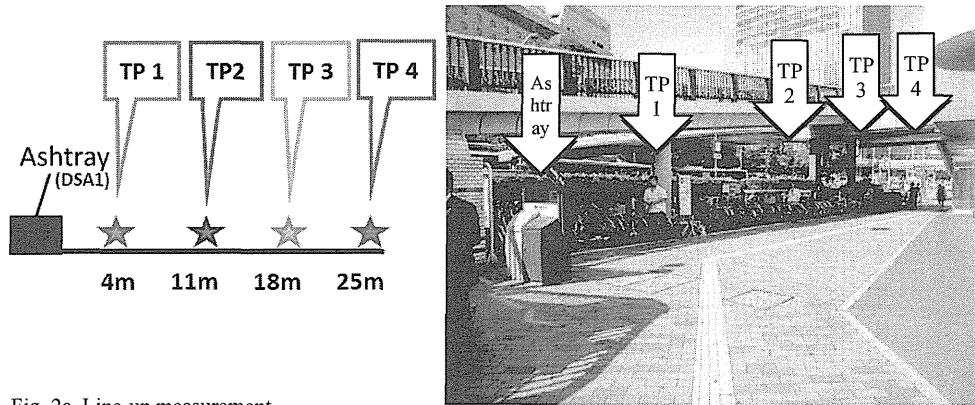 TP 1
TP2
TP 3
TP 4
Ashtray
(DSA1)
4m
11m
18m
25m
As
htr
ay
TP
1
TP
2
TP
3
TP
4
Fig. 2a Line-up measurement